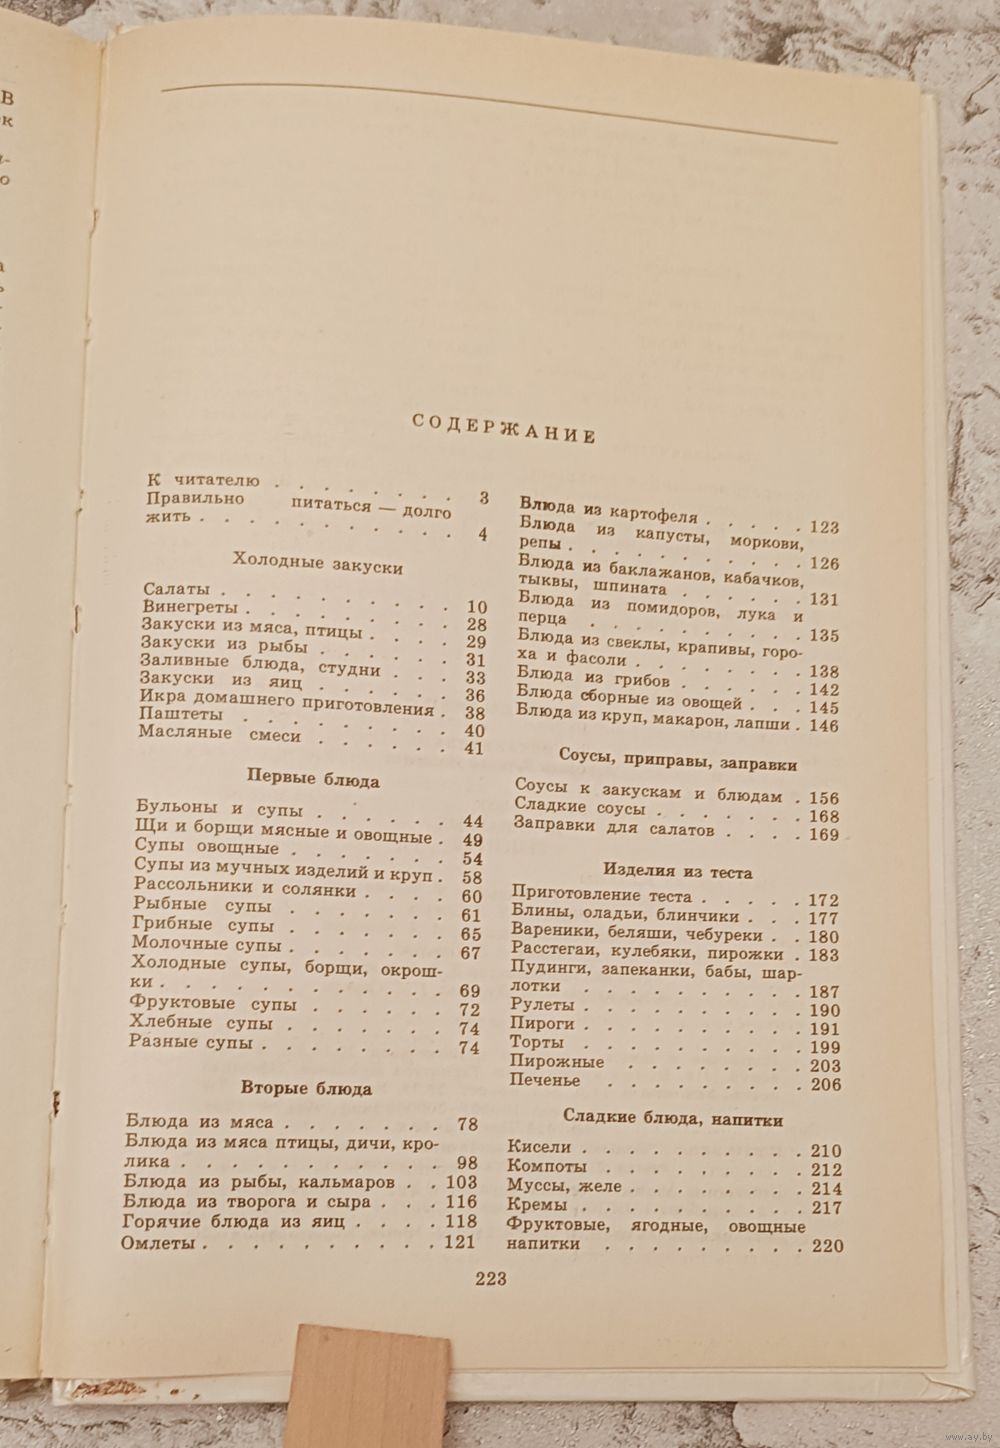 В
к
о
а
СОДЕРЖАНИЕ
К читателю . . . . . . . . 3
Правильно питаться — долго
жить . . . . . . . . . 4
Холодные закуски
Салаты . . . . . . . . . 10
Винегреты . . . . . . . . 28
Закуски из мяса, птицы . . . 29
Закуски из рыбы . . . . . 31
Заливные блюда, студни . . . 33
Закуски из яиц . . . . . 36
Икра домашнего приготовления . 38
Паштеты . . . . . . . . 40
Масляные смеси . . . . . 41
Первые блюда
Бульоны и супы . . . . . 44
Щи и борщи мясные и овощные . 49
Супы овощные . . . . . . 54
Супы из мучных изделий и круп . 58
Рассольники и солянки . . . . 60
Рыбные супы . . . . . . 61
Грибные супы . . . . . . 65
Молочные супы . . . . . . 67
Холодные супы, борщи, окрош-
ки . . . . . . . . . . . 69
Фруктовые супы . . . . . 72
Хлебные супы . . . . . . 74
Разные супы . . . . . . . 74
Вторые блюда
Блюда из мяса . . . . . . 78
Блюда из мяса птицы, дичи, кро-
лика . . . . . . . . . . . 98
Блюда из рыбы, кальмаров . . 103
Блюда из творога и сыра . . . 116
Горячие блюда из яиц . . . . 118
Омлеты . . . . . . . . . . 121
Блюда из картофеля . . . . . 123
Блюда из капусты, моркови,
репы . . . . . . . . . . 126
Блюда из баклажанов, кабачков,
тыквы, шпината . . . . . . 131
Блюда из помидоров, лука и
перца . . . . . . . . . 135
Блюда из свеклы, крапивы, горо-
ха и фасоли . . . . . . . 138
Блюда из грибов . . . . . 142
Блюда сборные из овощей . . . 145
Блюда из круп, макарон, лапши . 146
Соусы, приправы, заправки
Соусы к закускам и блюдам . 156
Сладкие соусы . . . . . . . 168
Заправки для салатов . . . . 169
Изделия из теста
Приготовление теста . . . . . 172
Блины, оладьи, блинчики . . . 177
Вареники, беляши, чебуреки . . 180
Расстегаи, кулебяки, пирожки . 183
Пудинги, запеканки, бабы, шар-
лотки . . . . . . . . . 187
Рулеты . . . . . . . . . . 190
Пироги . . . . . . . . . . 191
Торты . . . . . . . . . 199
Пирожные . . . . . . . . 203
Печенье . . . . . . . . 206
Сладкие блюда, напитки
Кисели . . . . . . . . . . 210
Компоты . . . . . . . . . 212
Муссы, желе . . . . . . . . 214
Кремы . . . . . . . . . . 217
Фруктовые, ягодные, овощные
напитки . . . . . . . . . 220
223
www.ay.by